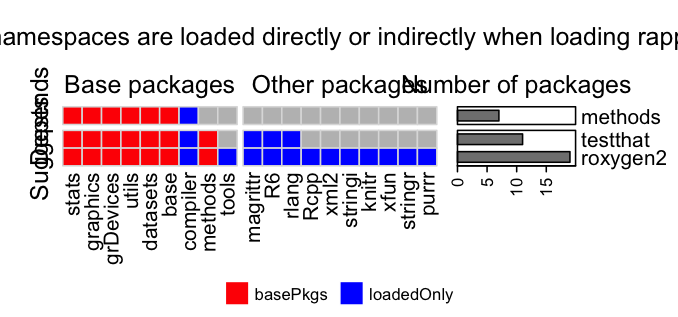 namespaces are loaded directly or indirectly when loading rapp
Base packages Other packages Number of packages
methods
testthat
roxygen2
stats graphics grDevices utils datasets base compiler methods tools magrittr R6 rlang Rcpp xml2 stringi knitr xfun stringr purrr
0 5 10 15
basePkgs loadedOnly